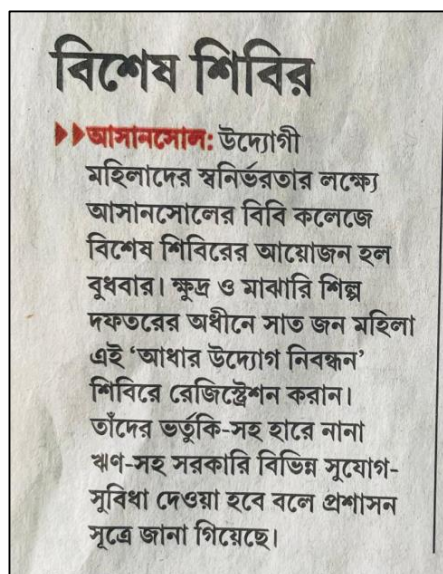 বিশেষ শিবির
আসানসোল: উদ্যোগী
মহিলাদের স্বনির্ভরতার লক্ষ্যে
আসানসোলের বিবি কলেজে
বিশেষ শিবিরের আয়োজন হল
বুধবার। ক্ষুদ্র ও মাঝারি শিল্প
দফতরের অধীনে সাত জন মহিলা
এই ‘আধার উদ্যোগ নিবন্ধন’
শিবিরে রেজিস্ট্রেশন করান।
তাঁদের ভর্তুকি-সহ হারে নানা
ঋণ-সহ সরকারি বিভিন্ন সুযোগ-
সুবিধা দেওয়া হবে বলে প্রশাসন
সূত্রে জানা গিয়েছে।